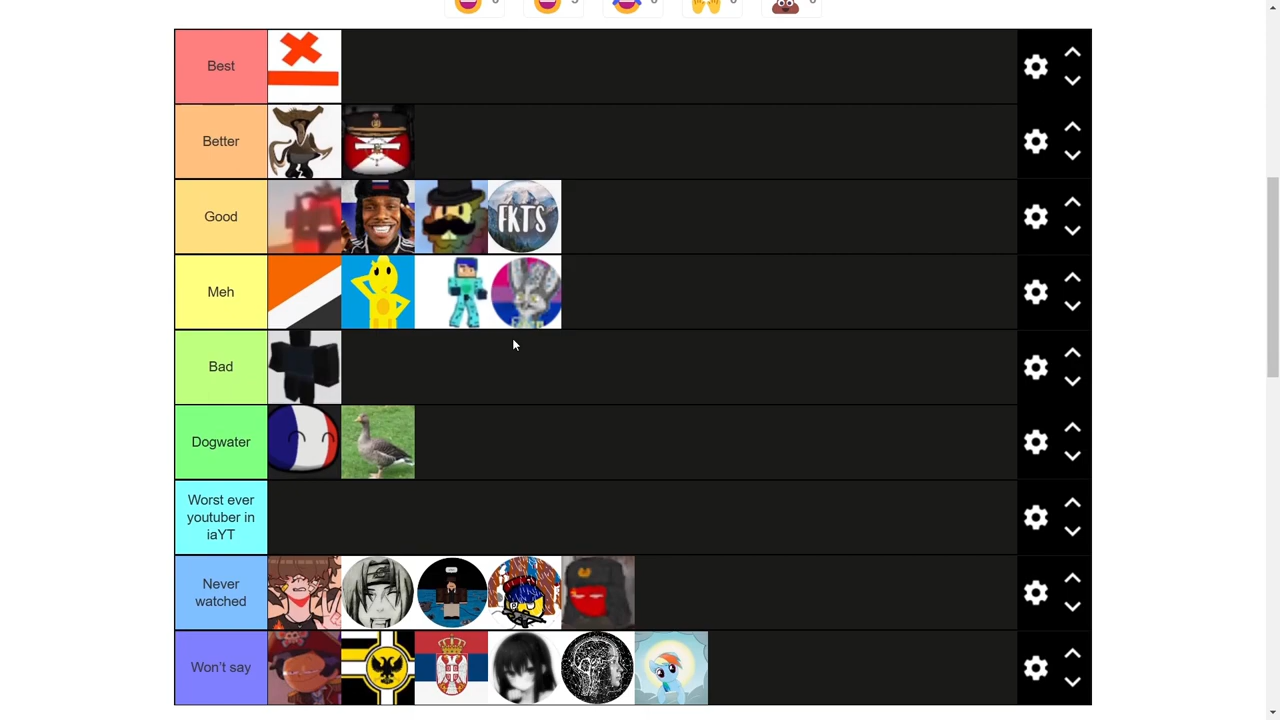 Best
Better
Good
FKTS
Meh
Bad
Dogwater
Worst ever
youtuber in
iaYT
Never
watched
Won't say